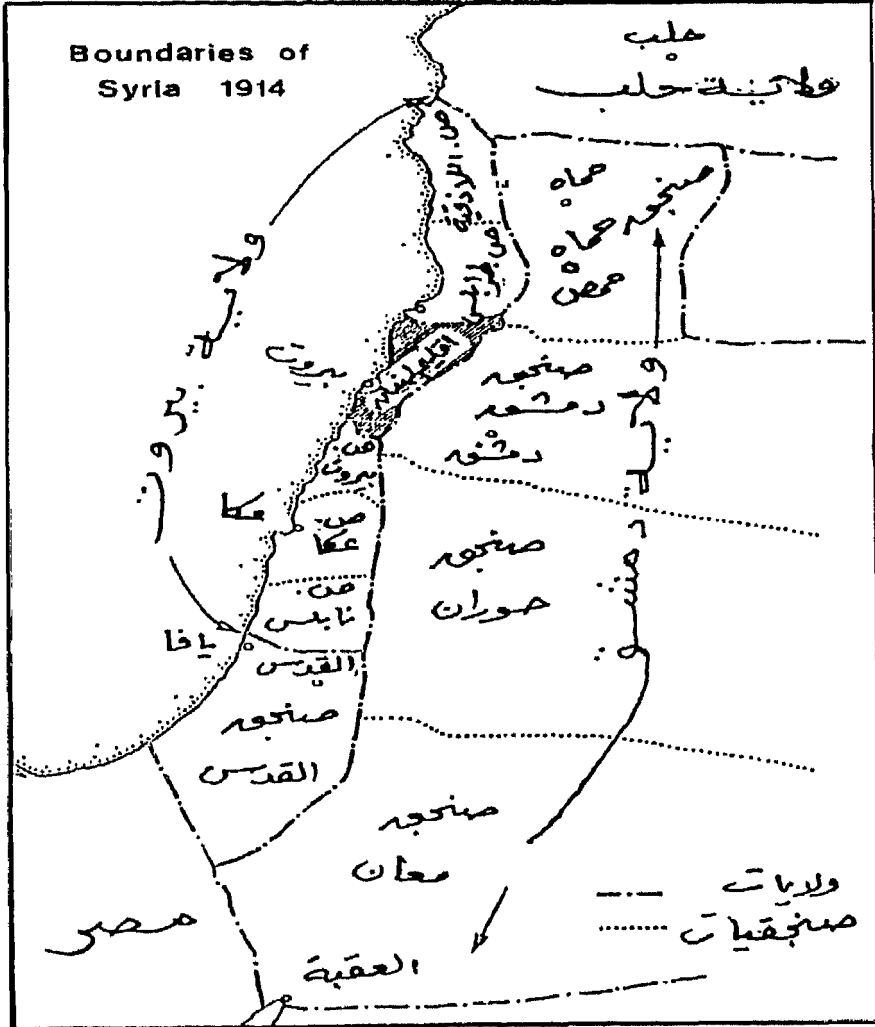 Boundaries of
Syria 1914
حلب
ولاية حلب
ص. اللاذقية
حماه
صنجق حماه
حمص
ص. طرابلس
ولاية بيروت
بيروت
صنجق
دمشق
دمشق
ولاية دمشق
ص.
بيروت
عكا
ص.
عكا
صنجق
حوران
ص.
نابلس
يافا
القدس
صنجق
القدس
صنجق
معان
مصر
العقبة
ولايات
صنجقيات